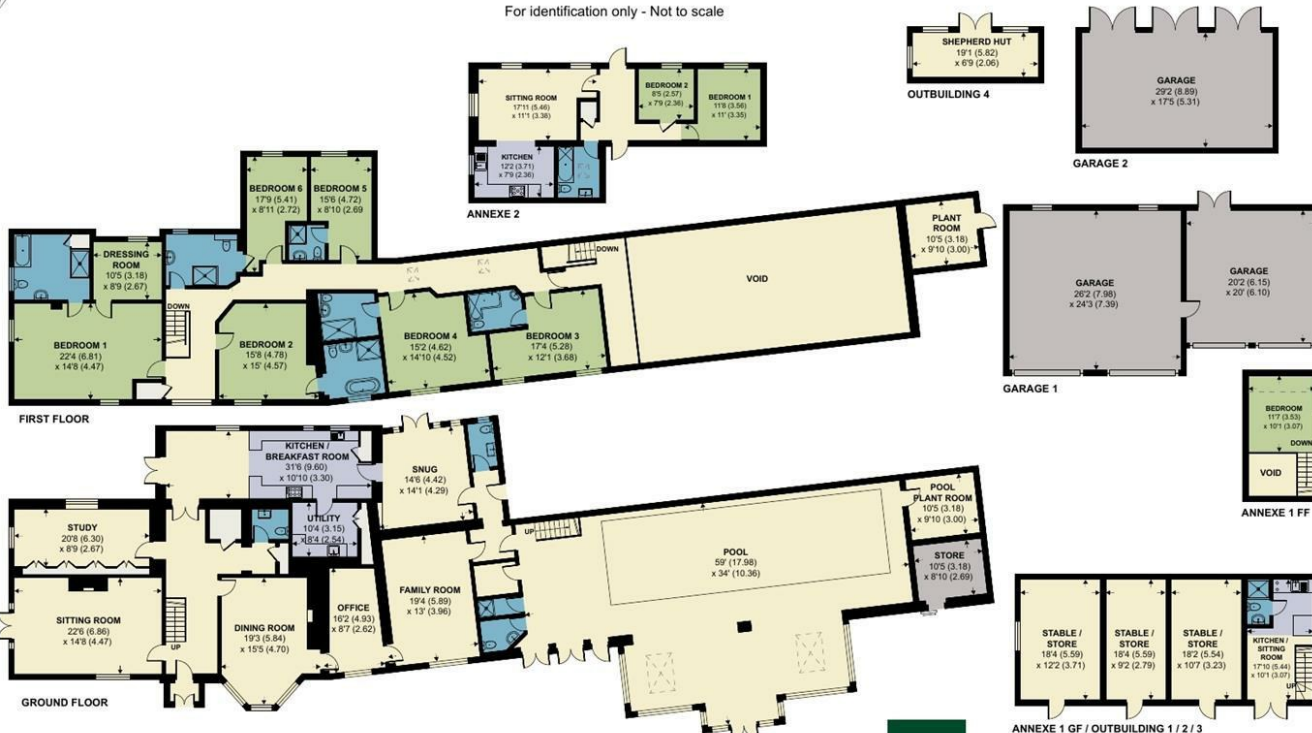 For identification only - Not to scale
SHEPHERD HUT
19'1 (5.82)
x 6'9 (2.06)
OUTBUILDING 4
GARAGE
29'2 (8.89)
x 17'5 (5.31)
GARAGE 2
SITTING ROOM
17'11 (5.46)
x 11'1 (3.38)
BEDROOM 2
8'5 (2.57)
x 7'9 (2.36)
BEDROOM 1
11'8 (3.56)
x 11' (3.35)
KITCHEN
12'2 (3.71)
x 7'9 (2.36)
ANNEXE 2
BEDROOM 6
17'9 (5.41)
x 8'11 (2.72)
BEDROOM 5
15'6 (4.72)
x 8'10 (2.69
DRESSING
ROOM
10'5 (3.18)
x 8'9 (2.67)
DOWN
BEDROOM 1
22'4 (6.81)
x 14'8 (4.47)
BEDROOM 2
15'8 (4.78)
x 15' (4.57)
BEDROOM 4
15'2 (4.62)
x 14'10 (4.52)
BEDROOM 3
17'4 (5.28)
x 12'1 (3.68)
DOWN
VOID
PLANT
ROOM
10'5 (3.18)
x 9'10 (3.00)
FIRST FLOOR
GARAGE
26'2 (7.98)
x 24'3 (7.39)
GARAGE
20'2 (6.15)
x 20' (6.10)
GARAGE 1
BEDROOM
11'7 (3.53)
x 10'1 (3.07)
DOWN
VOID
ANNEXE 1 FF
KITCHEN /
BREAKFAST ROOM
31'6 (9.60)
x 10'10 (3.30)
SNUG
14'6 (4.42)
x 14'1 (4.29)
STUDY
20'8 (6.30)
x 8'9 (2.67)
UTILITY
10'4 (3.15)
x 8'4 (2.54)
SITTING ROOM
22'6 (6.86)
x 14'8 (4.47)
UP
DINING ROOM
19'3 (5.84)
x 15'5 (4.70)
OFFICE
16'2 (4.93)
x 8'7 (2.62)
FAMILY ROOM
19'4 (5.89)
x 13' (3.96)
UP
POOL
59' (17.98)
x 34' (10.36)
POOL
PLANT ROOM
10'5 (3.18)
x 9'10 (3.00)
STORE
10'5 (3.18)
x 8'10 (2.69)
GROUND FLOOR
STABLE /
STORE
18'4 (5.59)
x 12'2 (3.71)
STABLE /
STORE
18'4 (5.59)
x 9'2 (2.79)
STABLE /
STORE
18'2 (5.54)
x 10'7 (3.23)
KITCHEN /
SITTING
ROOM
17'10 (5.44)
x 10'1 (3.07)
UP
ANNEXE 1 GF / OUTBUILDING 1 / 2 / 3